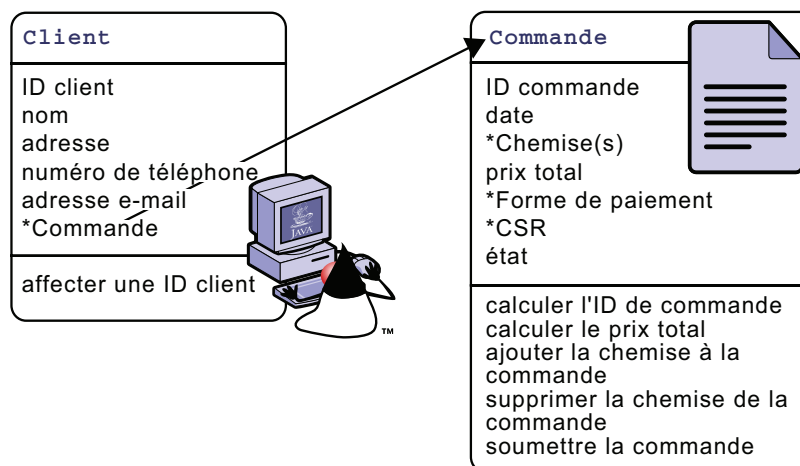 Client
ID client
nom
adresse
numéro de téléphone
adresse e-mail
*Commande
affecter une ID client
JAVA
TM
Commande
ID commande
date
*Chemise(s)
prix total
*Forme de paiement
*CSR
état
calculer l'ID de commande
calculer le prix total
ajouter la chemise à la
commande
supprimer la chemise de la
commande
soumettre la commande